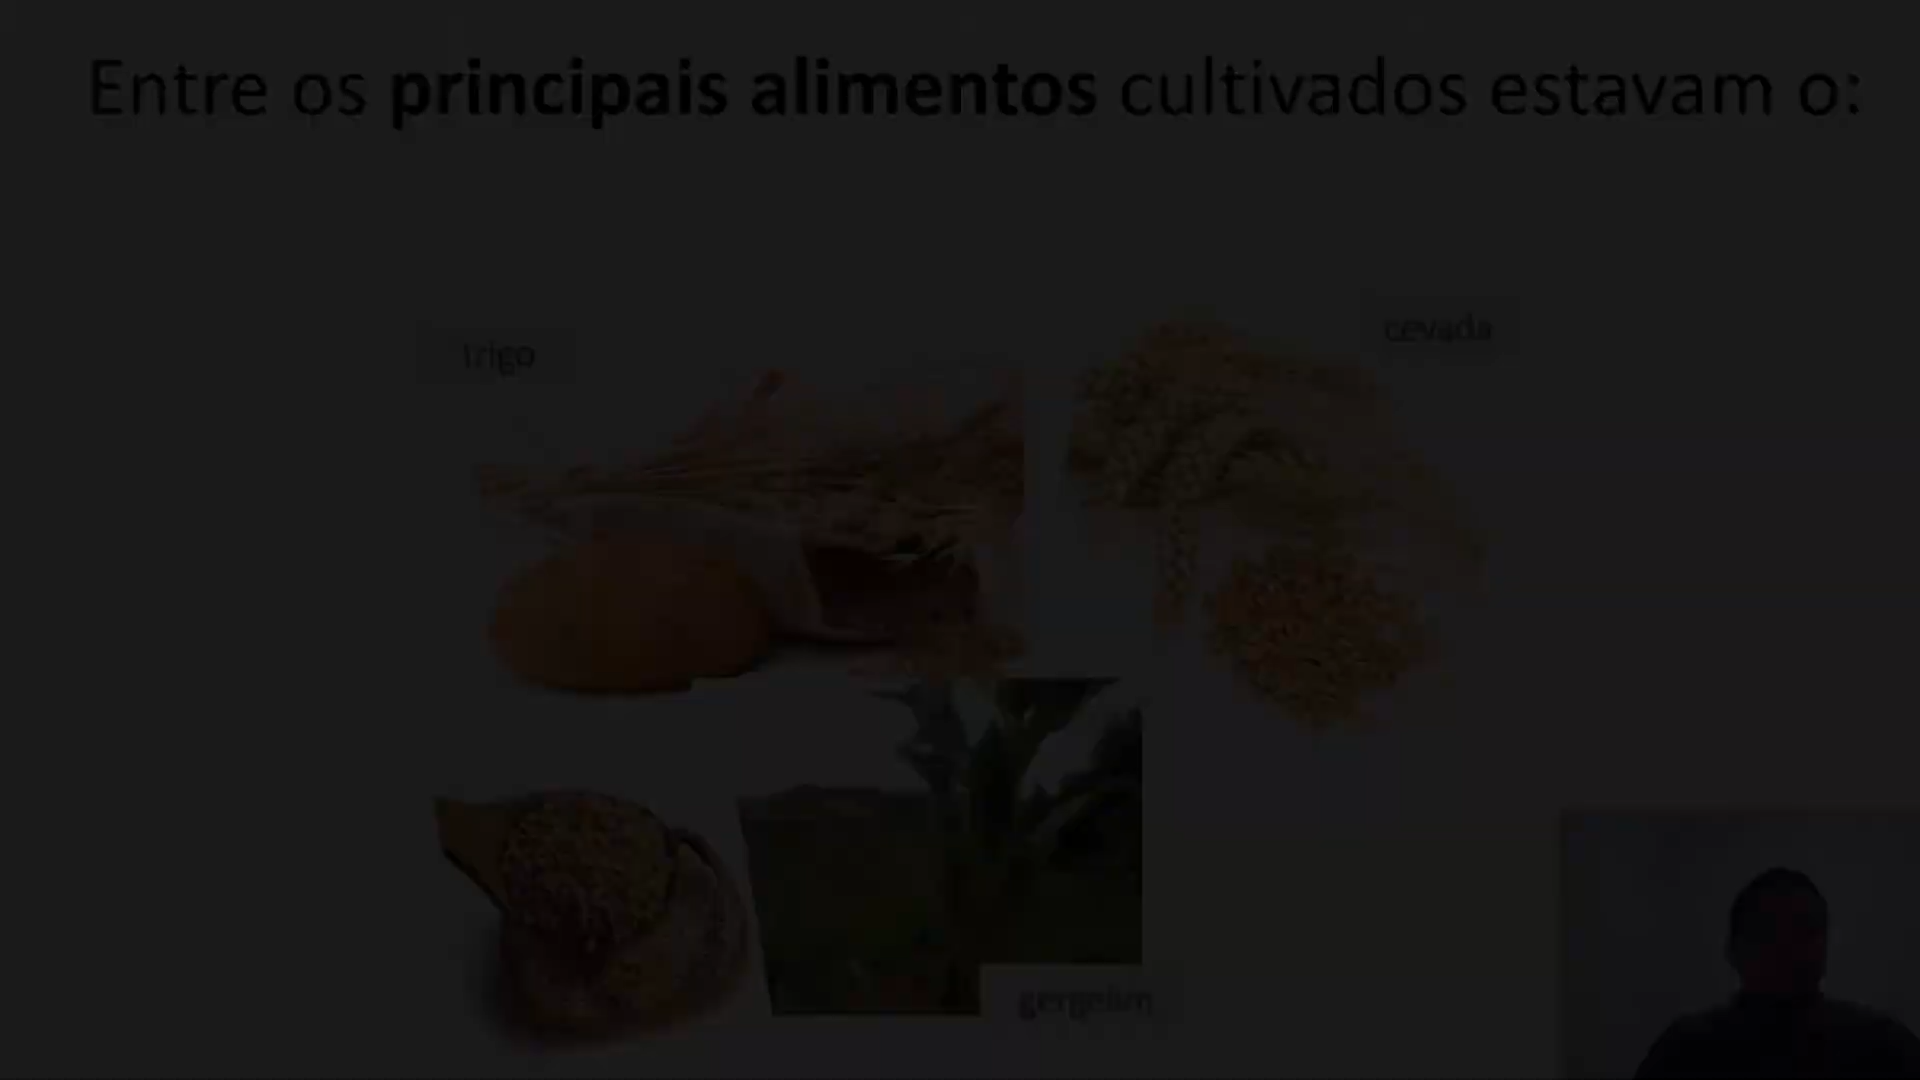 Entre os principais alimentos cultivados estavam o:
cevada
trigo
gergelim